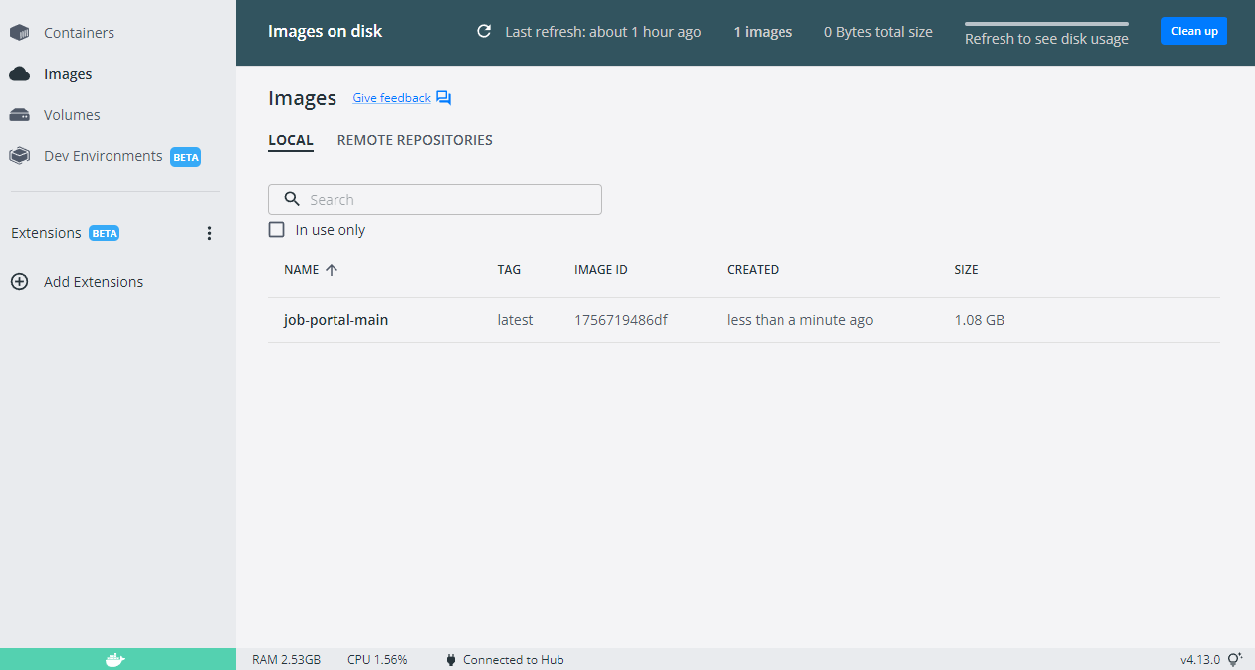 Containers
Images
Volumes
Dev Environments BETA
Extensions BETA
Add Extensions
Images on disk
Last refresh: about 1 hour ago
1 images
0 Bytes total size
Refresh to see disk usage
Clean up
Images
Give feedback
LOCAL
REMOTE REPOSITORIES
Search
In use only
NAME TAG IMAGE ID CREATED SIZE
job-portal-main latest 1756719486df less than a minute ago 1.08 GB
RAM 2.53GB CPU 1.56% Connected to Hub v4.13.0